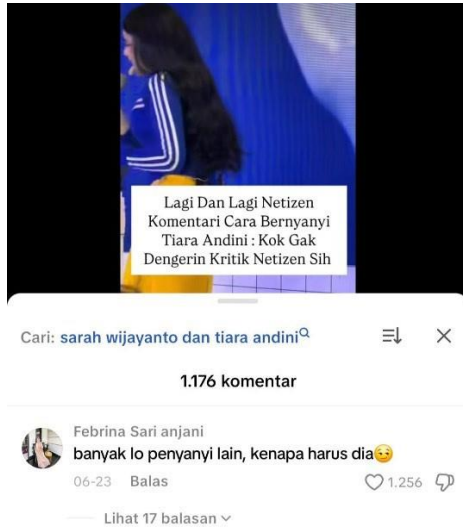 Lagi Dan Lagi Netizen
Komentari Cara Bernyanyi
Tiara Andini : Kok Gak
Dengerin Kritik Netizen Sih
Cari: sarah wijayanto dan tiara andini
1.176 komentar
Febrina Sari anjani
banyak lo penyanyi lain, kenapa harus dia
06-23 Balas 1.256
Lihat 17 balasan